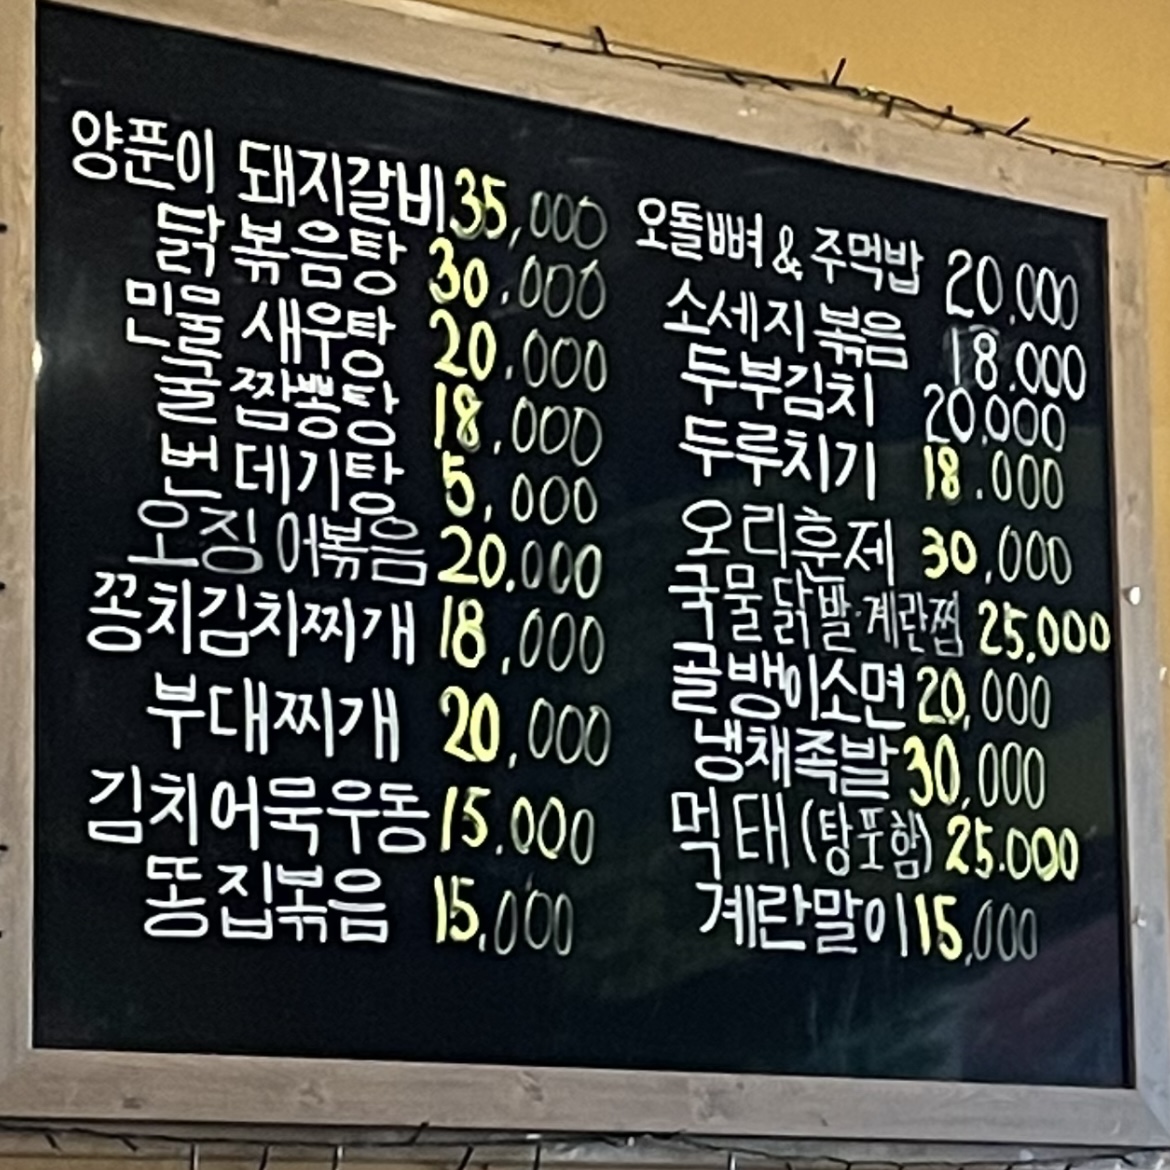 양푼이 돼지갈비 35,000
닭볶음탕 30,000
민물 새우탕 20,000
굴 짬뽕탕 18,000
번데기탕 5,000
오징어볶음 20,000
꽁치김치찌개 18,000
부대찌개 20,000
김치어묵우동 15,000
똥집볶음 15,000
오돌뼈 & 주먹밥 20,000
소세지 볶음 18,000
두부김치 20,000
두루치기 18,000
오리훈제 30,000
국물닭발·계란찜 25,000
골뱅이소면 20,000
냉채족발 30,000
먹태 (탕포함) 25,000
계란말이 15,000